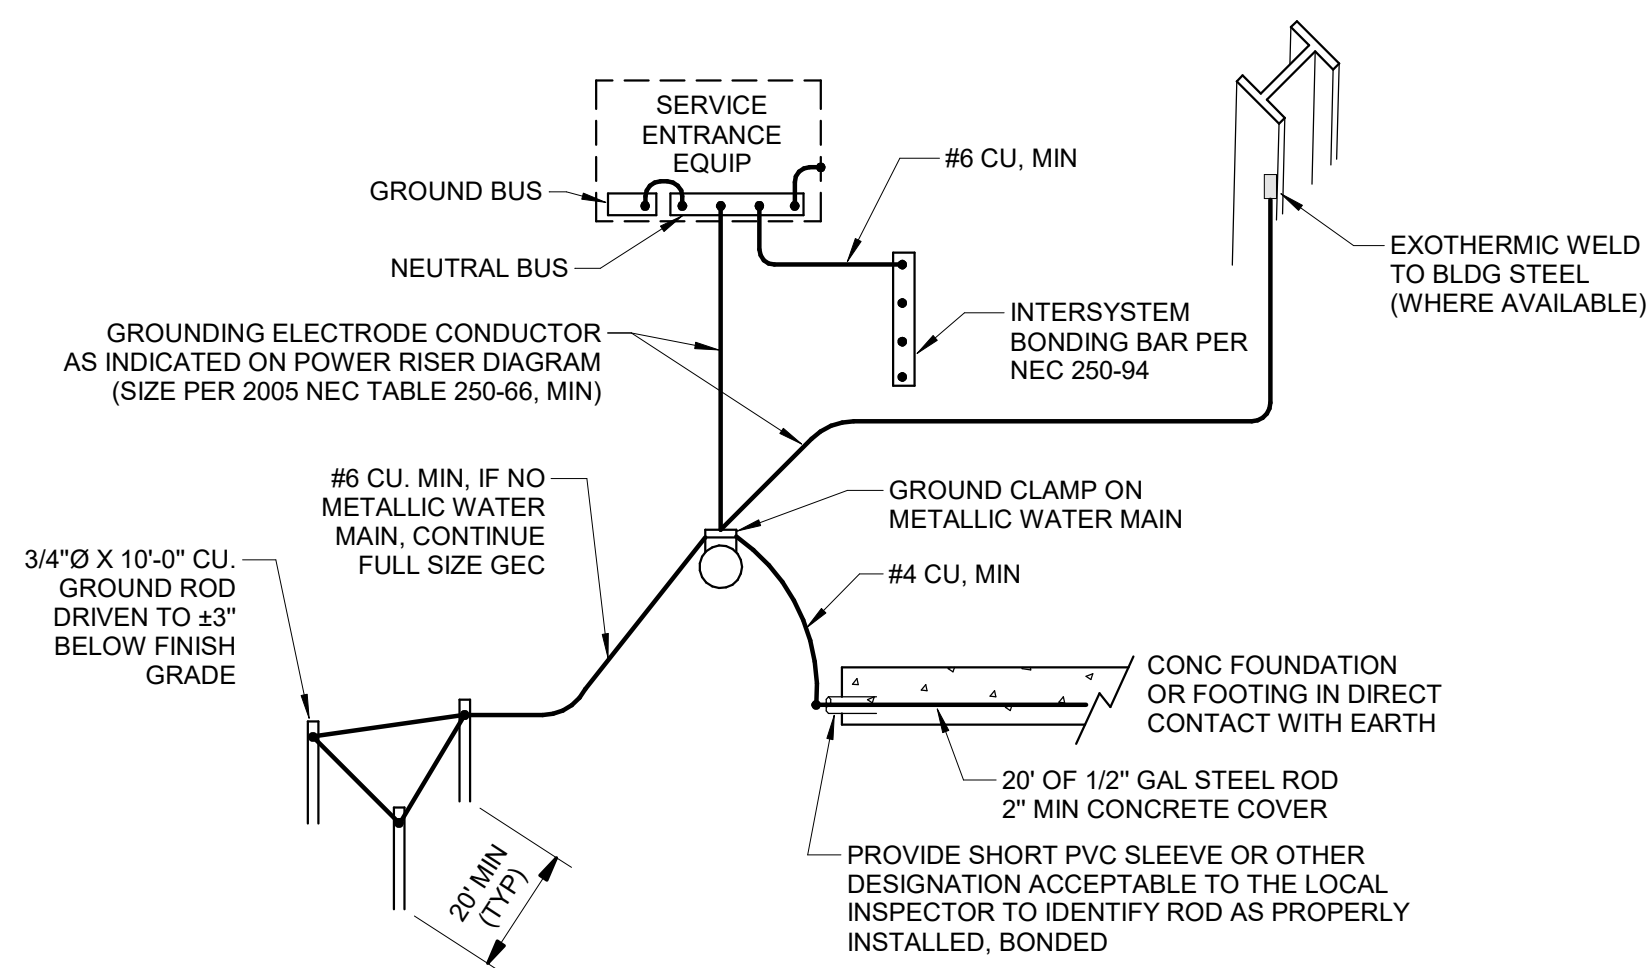 SERVICE
ENTRANCE
EQUIP
#6 CU, MIN
GROUND BUS
NEUTRAL BUS
EXOTHERMIC WELD
TO BLDG STEEL
(WHERE AVAILABLE)
INTERSYSTEM
BONDING BAR PER
NEC 250-94
GROUNDING ELECTRODE CONDUCTOR
AS INDICATED ON POWER RISER DIAGRAM
(SIZE PER 2005 NEC TABLE 250-66, MIN)
#6 CU. MIN, IF NO
METALLIC WATER
MAIN, CONTINUE
FULL SIZE GEC
GROUND CLAMP ON
METALLIC WATER MAIN
3/4"Ø X 10'-0" CU.
GROUND ROD
DRIVEN TO ±3"
BELOW FINISH
GRADE
#4 CU, MIN
CONC FOUNDATION
OR FOOTING IN DIRECT
CONTACT WITH EARTH
20' OF 1/2" GAL STEEL ROD
2" MIN CONCRETE COVER
20' MIN
(TYP)
PROVIDE SHORT PVC SLEEVE OR OTHER
DESIGNATION ACCEPTABLE TO THE LOCAL
INSPECTOR TO IDENTIFY ROD AS PROPERLY
INSTALLED, BONDED